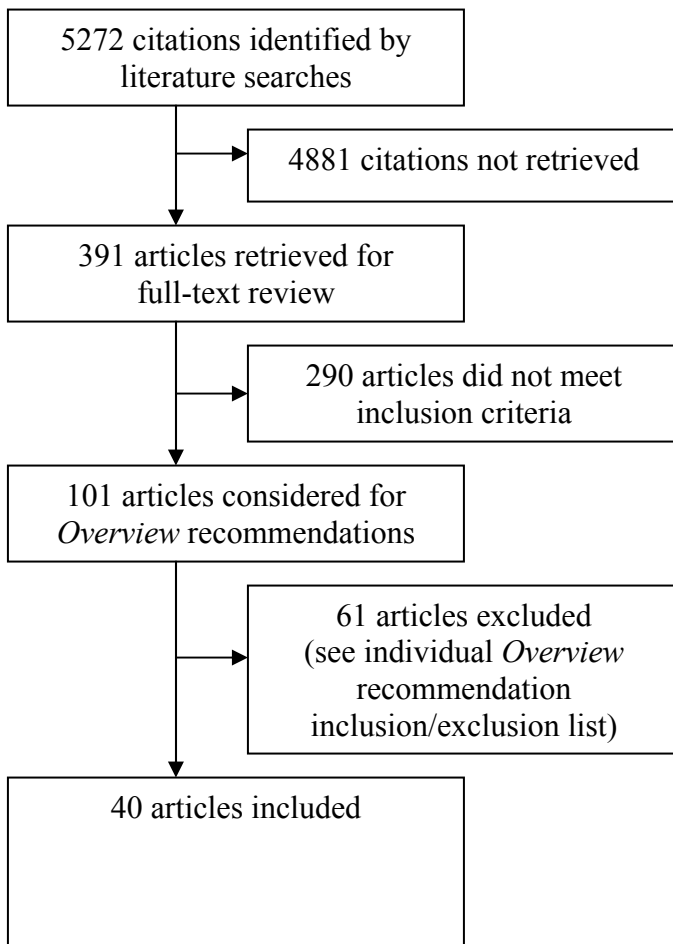 5272 citations identified by
literature searches
4881 citations not retrieved
391 articles retrieved for
full-text review
290 articles did not meet
inclusion criteria
101 articles considered for
Overview recommendations
61 articles excluded
(see individual Overview
recommendation
inclusion/exclusion list)
40 articles included